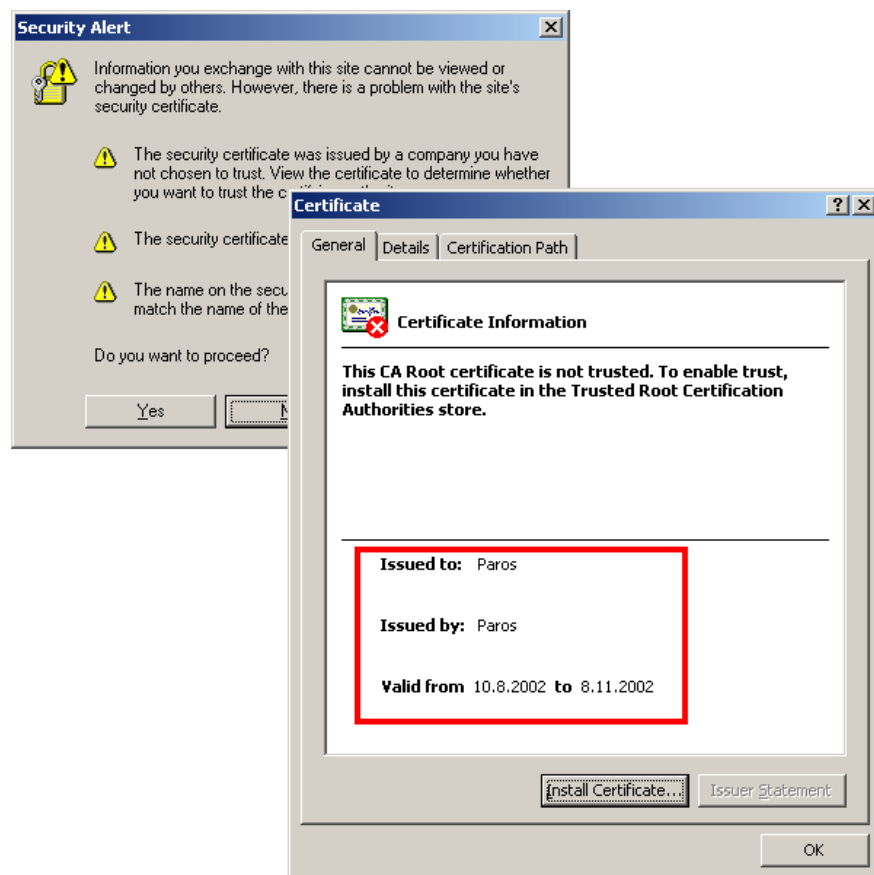 Security Alert
Information you exchange with this site cannot be viewed or
changed by others. However, there is a problem with the site's
security certificate.
The security certificate was issued by a company you have
not chosen to trust. View the certificate to determine whether
you want to trust the
The security certificate
The name on the
match the name of the
Do you want to proceed?
Yes
Certificate
General
Details
Certification Path
Certificate Information
This CA Root certificate is not trusted. To enable trust,
install this certificate in the Trusted Root Certification
Authorities store.
Issued to: Paros
Issued by: Paros
Valid from 10.8.2002 to 8.11.2002
Install Certificate...
Issuer Statement
OK